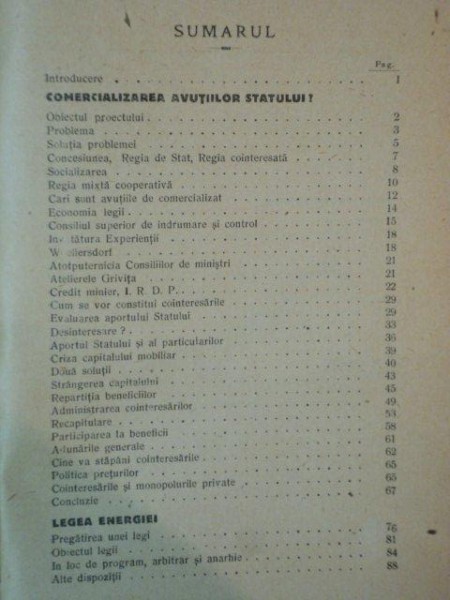 SUMARUL
Pag.
Introducere 1
COMERCIALIZAREA AVUȚIILOR STATULUI?
Obiectul proectului 2
Problema 3
Soluția problemei 5
Concesiunea, Regia de Stat, Regia cointeresată 7
Socializarea 8
Regia mixtă cooperativă 10
Cari sunt avuțiile de comercializat 12
Economia legii 14
Consiliul superior de îndrumare și control 15
tătura Experienții 18
18
Atotputernicia Consiliilor de miniștri 21
Atelierele Grivița 21
Credit minier, I. R. D. P. 22
Cum se vor constitui cointeresările 29
Evaluarea aportului Statului 29
Desinteresare? 33
Aportul Statului și al particularilor 36
Criza capitalului mobiliar 39
Două soluții 40
Strângerea capitalului 43
Repartiția beneficiilor 45
Administrarea cointeresărilor 49
Recapitulare 53
Participarea la beneficii 58
Adunările generale 61
Cine va stăpâni cointeresările 62
Politica prețurilor 65
Cointeresările și monopolurile private 65
Concluzie 67
LEGEA ENERGIEI
Pregătirea unei legi 76
Obiectul legii 81
In loc de program, arbitrar și anarhie 84
Alte dispoziții 88